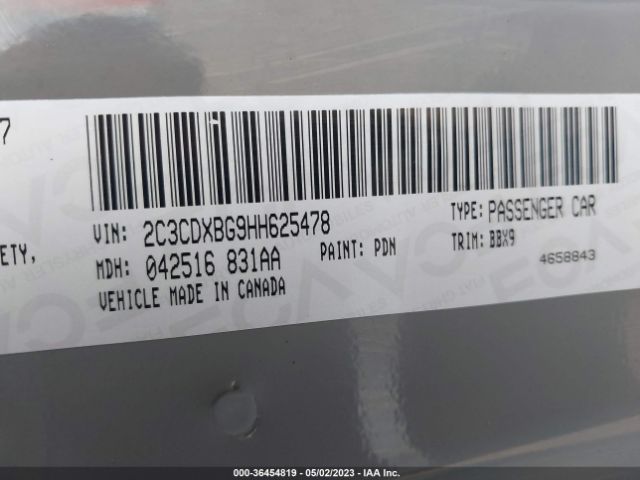 7
ETY,
VIN: 2C3CDXBG9HH625478
TYPE: PASSENGER CAR
MDH: 042516 831AA
PAINT: PDN
TRIM: BBX9
VEHICLE MADE IN CANADA
4658843
© - 36454819 - 05/02/2023 - IAA Inc.